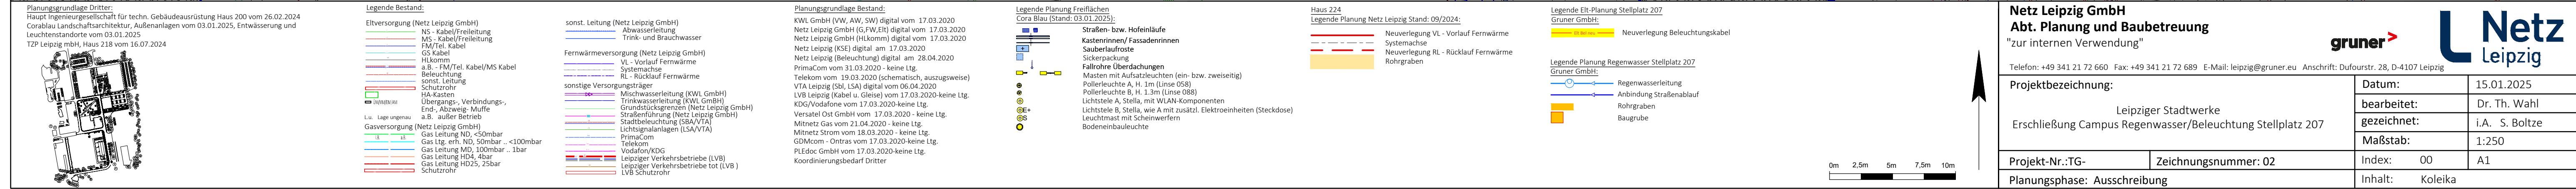 Planungsgrundlage Dritter:
Haupt Ingenieurgesellschaft für techn. Gebäudeausrüstung Haus 200 vom 26.02.2024
Corablau Landschaftsarchitektur, Außenanlagen vom 03.01.2025, Entwässerung und
Leuchtenstandorte vom 03.01.2025
TZP Leipzig mbH, Haus 218 vom 16.07.2024
Legende Bestand:
Eltversorgung (Netz Leipzig GmbH)
NS - Kabel/Freileitung
MS - Kabel/Freileitung
FM/Tel. Kabel
GS Kabel
HLkomm
a.B. - FM/Tel. Kabel/MS Kabel
Beleuchtung
sonst. Leitung
Schutzrohr
HA-Kasten
Übergangs-, Verbindungs-,
End-, Abzweig- Muffe
L.u. Lage ungenau a.B. außer Betrieb
Gasversorgung (Netz Leipzig GmbH)
Gas Leitung ND, <50mbar
Gas Ltg. erh. ND, 50mbar .. <100mbar
Gas Leitung MD, 100mbar .. 1bar
Gas Leitung HD4, 4bar
Gas Leitung HD25, 25bar
Schutzrohr
sonst. Leitung (Netz Leipzig GmbH)
Abwasserleitung
Trink- und Brauchwasser
Fernwärmeversorgung (Netz Leipzig GmbH)
VL - Vorlauf Fernwärme
Systemachse
RL - Rücklauf Fernwärme
sonstige Versorgungsträger
Mischwasserleitung (KWL GmbH)
Trinkwasserleitung (KWL GmBH)
Grundstücksgrenzen (Netz Leipzig GmbH)
Straßenführung (Netz Leipzig GmbH)
Stadtbeleuchtung (SBA/VTA)
Lichtsignalanlagen (LSA/VTA)
PrimaCom
Telekom
Vodafon/KDG
Leipziger Verkehrsbetriebe (LVB)
Leipziger Verkehrsbetriebe tot (LVB )
LVB Schutzrohr
Planungsgrundlage Bestand:
KWL GmbH (VW, AW, SW) digital vom 17.03.2020
Netz Leipzig GmbH (G,FW,Elt) digital vom 17.03.2020
Netz Leipzig GmbH (HLkomm) digital vom 17.03.2020
Netz Leipzig (KSE) digital am 17.03.2020
Netz Leipzig (Beleuchtung) digital am 28.04.2020
PrimaCom vom 31.03.2020 - keine Ltg.
Telekom vom 19.03.2020 (schematisch, auszugsweise)
VTA Leipzig (Sbl, LSA) digital vom 06.04.2020
LVB Leipzig (Kabel u. Gleise) vom 17.03.2020-keine Ltg.
KDG/Vodafone vom 17.03.2020-keine Ltg.
Versatel Ost GmbH vom 17.03.2020 - keine Ltg.
Mitnetz Gas vom 21.04.2020 - keine Ltg.
Mitnetz Strom vom 18.03.2020 - keine Ltg.
GDMcom - Ontras vom 17.03.2020-keine Ltg.
PLEdoc GmbH vom 17.03.2020-keine Ltg.
Koordinierungsbedarf Dritter
Legende Planung Freiflächen
Cora Blau (Stand: 03.01.2025):
Straßen- bzw. Hofeinläufe
Kastenrinnen/ Fassadenrinnen
Sauberlaufroste
Sickerpackung
Fallrohre Überdachungen
Masten mit Aufsatzleuchten (ein- bzw. zweiseitig)
Pollerleuchte A, H. 1m (Linse 058)
Pollerleuchte B, H. 1.3m (Linse 088)
Lichtstele A, Stella, mit WLAN-Komponenten
E+ Lichtstele B, Stella, wie A mit zusätzl. Elektroeinheiten (Steckdose)
S Leuchtmast mit Scheinwerfern
Bodeneinbauleuchte
Haus 224
Legende Planung Netz Leipzig Stand: 09/2024:
Neuverlegung VL - Vorlauf Fernwärme
Systemachse
Neuverlegung RL - Rücklauf Fernwärme
Rohrgraben
Legende Elt-Planung Stellplatz 207
Gruner GmbH:
Neuverlegung Beleuchtungskabel
Legende Planung Regenwasser Stellplatz 207
Gruner GmbH:
Regenwasserleitung
Anbindung Straßenablauf
Rohrgraben
Baugrube
0m 2,5m 5m 7,5m 10m
Netz Leipzig GmbH
Abt. Planung und Baubetreuung
"zur internen Verwendung"
gruner
Netz
Leipzig
Telefon: +49 341 21 72 660 Fax: +49 341 21 72 689 E-Mail: leipzig@gruner.eu Anschrift: Dufourstr. 28, D-4107 Leipzig
Projektbezeichnung:
Leipziger Stadtwerke
Erschließung Campus Regenwasser/Beleuchtung Stellplatz 207
Datum: 15.01.2025
bearbeitet: Dr. Th. Wahl
gezeichnet: i.A. S. Boltze
Maßstab: 1:250
Projekt-Nr.:TG- Zeichnungsnummer: 02
Index: 00 A1
Planungsphase: Ausschreibung
Inhalt: Koleika